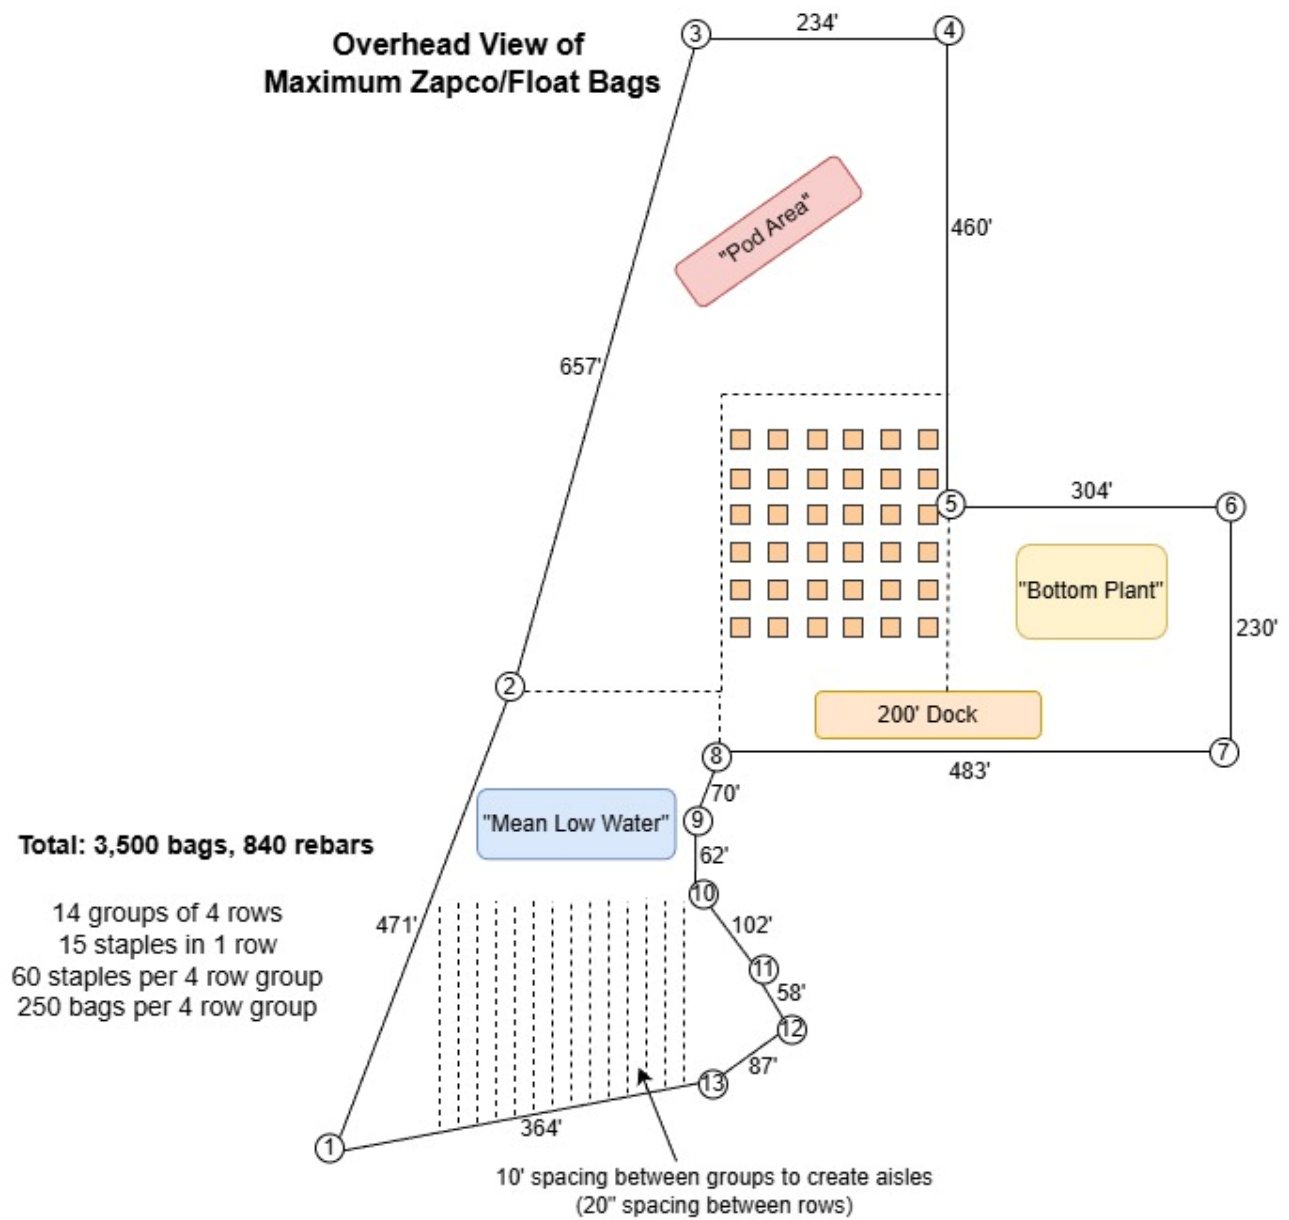 Overhead View of
Maximum Zapco/Float Bags
3
234'
4
"Pod Area"
460'
657'
5
304'
6
"Bottom Plant"
230'
2
200' Dock
8
7
483'
70'
"Mean Low Water"
9
62'
Total: 3,500 bags, 840 rebars
10
14 groups of 4 rows
15 staples in 1 row
60 staples per 4 row group
250 bags per 4 row group
471'
102'
11
58'
12
87'
13
364'
1
10' spacing between groups to create aisles
(20" spacing between rows)